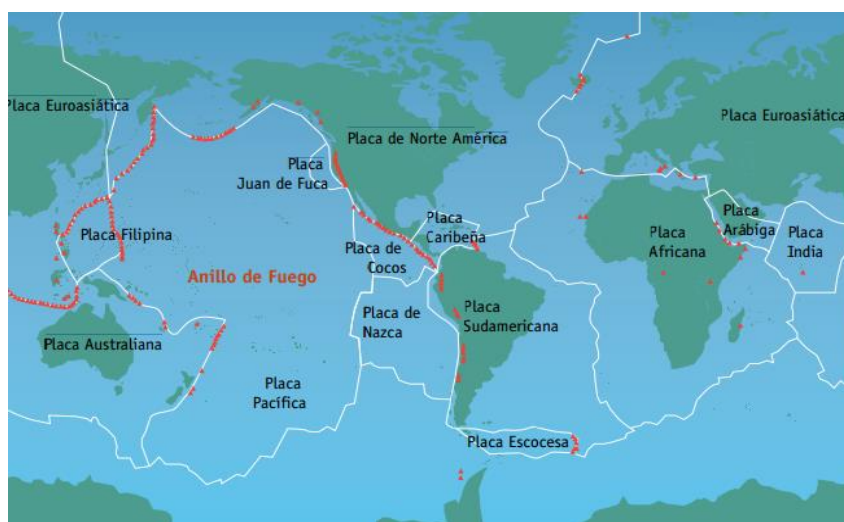 Placa Euroasiática
Placa de Norte América
Placa Euroasiática
Placa
Juan de Fuca
Placa
Caribeña
Placa
Arábiga
Placa Filipina
Placa de
Cocos
Placa
Africana
Placa
India
Anillo de Fuego
Placa de
Nazca
Placa
Sudamericana
Placa Australiana
Placa
Pacífica
Placa Escocesa